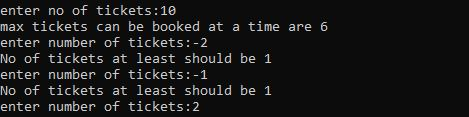 enter no of tickets:10
max tickets can be booked at a time are 6
enter number of tickets:-2
No of tickets at least should be 1
enter number of tickets:-1
No of tickets at least should be 1
enter number of tickets:2